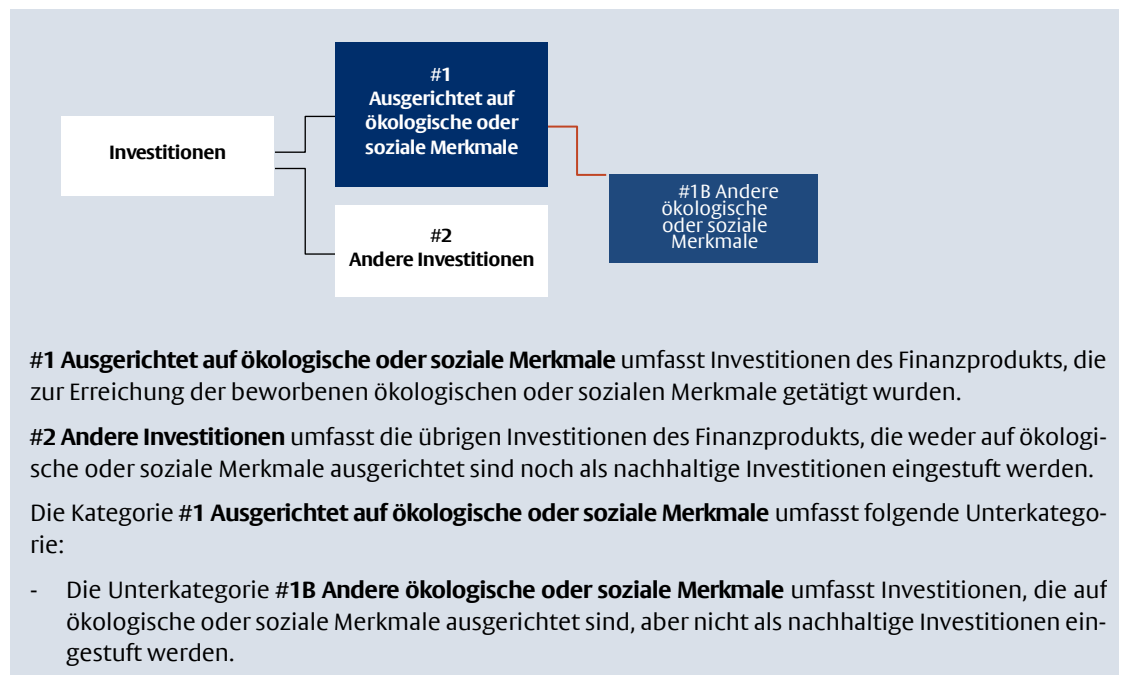 #1
Ausgerichtet auf
ökologische oder
soziale Merkmale
Investitionen
#1B Andere
ökologische
oder soziale
Merkmale
#2
Andere Investitionen
#1 Ausgerichtet auf ökologische oder soziale Merkmale umfasst Investitionen des Finanzprodukts, die
zur Erreichung der beworbenen ökologischen oder sozialen Merkmale getätigt wurden.
#2 Andere Investitionen umfasst die übrigen Investitionen des Finanzprodukts, die weder auf ökologi-
sche oder soziale Merkmale ausgerichtet sind noch als nachhaltige Investitionen eingestuft werden.
Die Kategorie #1 Ausgerichtet auf ökologische oder soziale Merkmale umfasst folgende Unterkatego-
rie:
- Die Unterkategorie #1B Andere ökologische oder soziale Merkmale umfasst Investitionen, die auf
ökologische oder soziale Merkmale ausgerichtet sind, aber nicht als nachhaltige Investitionen ein-
gestuft werden.